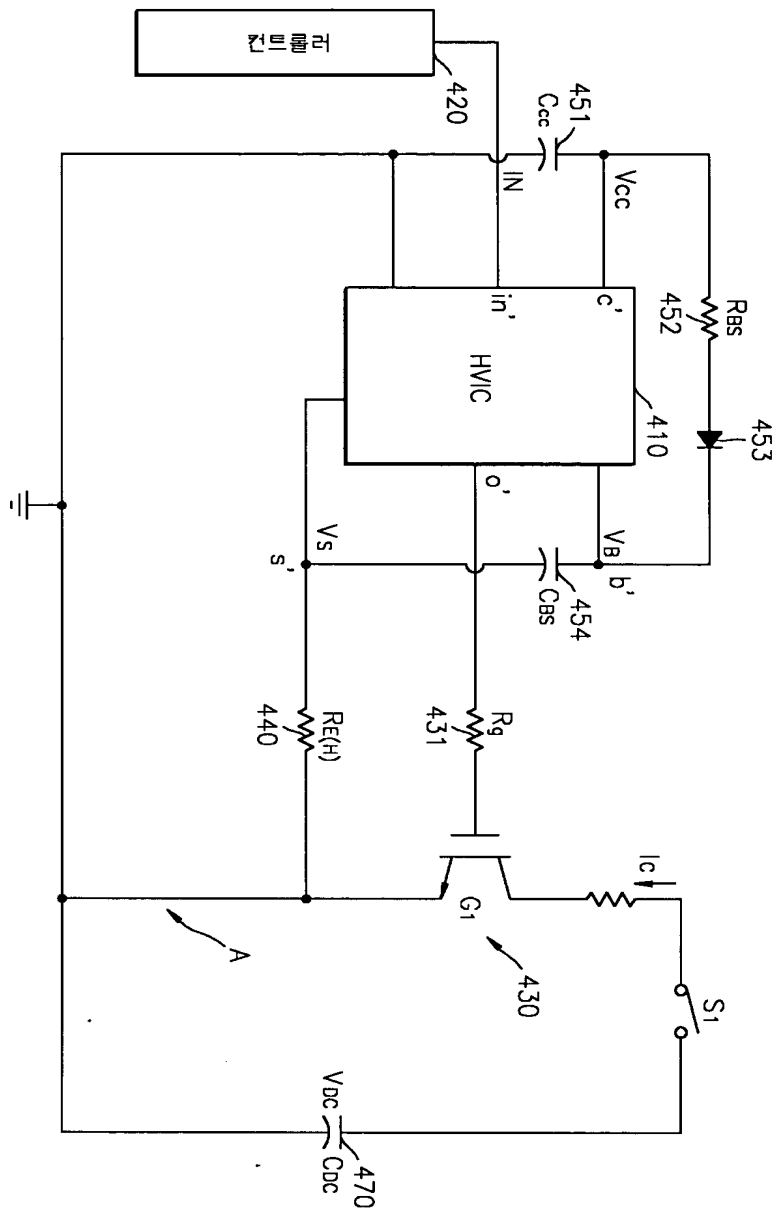 컨트롤러
420
451
Ccc
Vcc
IN
RBS
452
453
c'
in'
HVIC
410
o'
VB
b'
Vs
s'
454
CBS
RE(H)
440
Rg
431
Ic
G1
430
A
S1
VDC
CDC
470